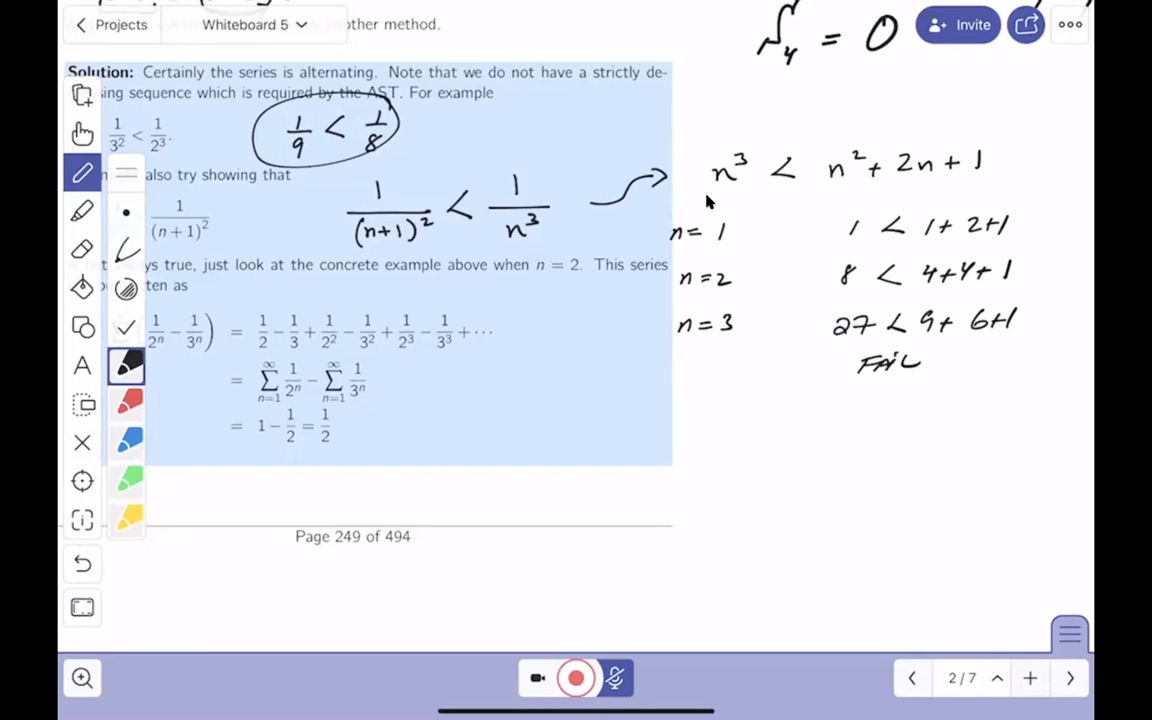 Projects
Whiteboard 5
other method.
= 0
Invite
Solution: Certainly the series is alternating. Note that we do not have a strictly de-
sing sequence which is required by the AST. For example
1/3² < 1/2³.
1/9 < 1/8
n³ < n² + 2n + 1
also try showing that
1/(n+1)²
1/(n+1)² < 1/n³
n = 1 1 < 1 + 2+1
ys true, just look at the concrete example above when n = 2. This series
n = 2 8 < 4+4+1
ten as
n = 3 27 < 9+ 6+1
FAIL
(1/2ⁿ − 1/3ⁿ) = 1/2 − 1/3 + 1/2² − 1/3² + 1/2³ − 1/3³ + ⋯
= ∑_{n=1}^{∞} 1/2ⁿ − ∑_{n=1}^{∞} 1/3ⁿ
= 1 − 1/2 = 1/2
A
Page 249 of 494
2/7